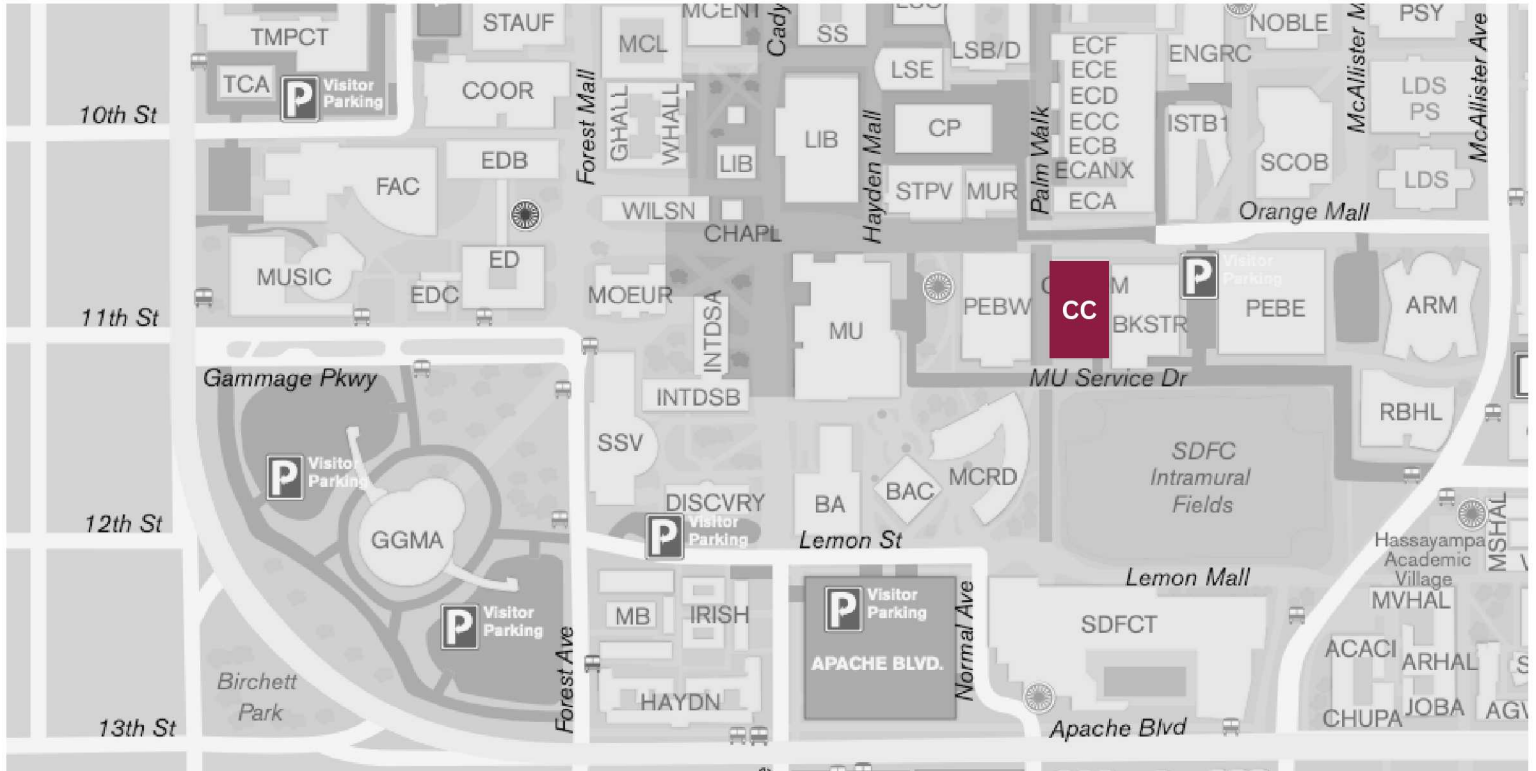 TMPCT
TCA
Visitor
Parking
STAUF
COOR
MCL
MCENT
Cady
SS
LSE
LSB/D
ECF
ECE
ECD
ECC
ECB
ECANX
ECA
ENGRC
NOBLE
McAllister M
PSY
McAllister Ave
LDS
PS
10th St
Forest Mall
GHALL
WHALL
LIB
LIB
Hayden Mall
CP
Palm Walk
ISTB1
SCOB
LDS
FAC
EDB
WILSN
CHAPL
STPV
MUR
Orange Mall
MUSIC
ED
EDC
MOEUR
INTDSA
MU
PEBW
CC
M
BKSTR
Visitor
Parking
PEBE
ARM
11th St
Gammage Pkwy
INTDSB
MU Service Dr
RBHL
SSV
Visitor
Parking
SDFC
Intramural
Fields
MCRD
BAC
BA
DISCVRY
Visitor
Parking
12th St
GGMA
Lemon St
Hassayampa
Academic
Village
MSHAL
Lemon Mall
MVHAL
Visitor
Parking
MB
IRISH
Visitor
Parking
APACHE BLVD.
Normal Ave
SDFCT
ACACI
ARHAL
Birchett
Park
Forest Ave
HAYDN
CHUPA
JOBA
13th St
Apache Blvd